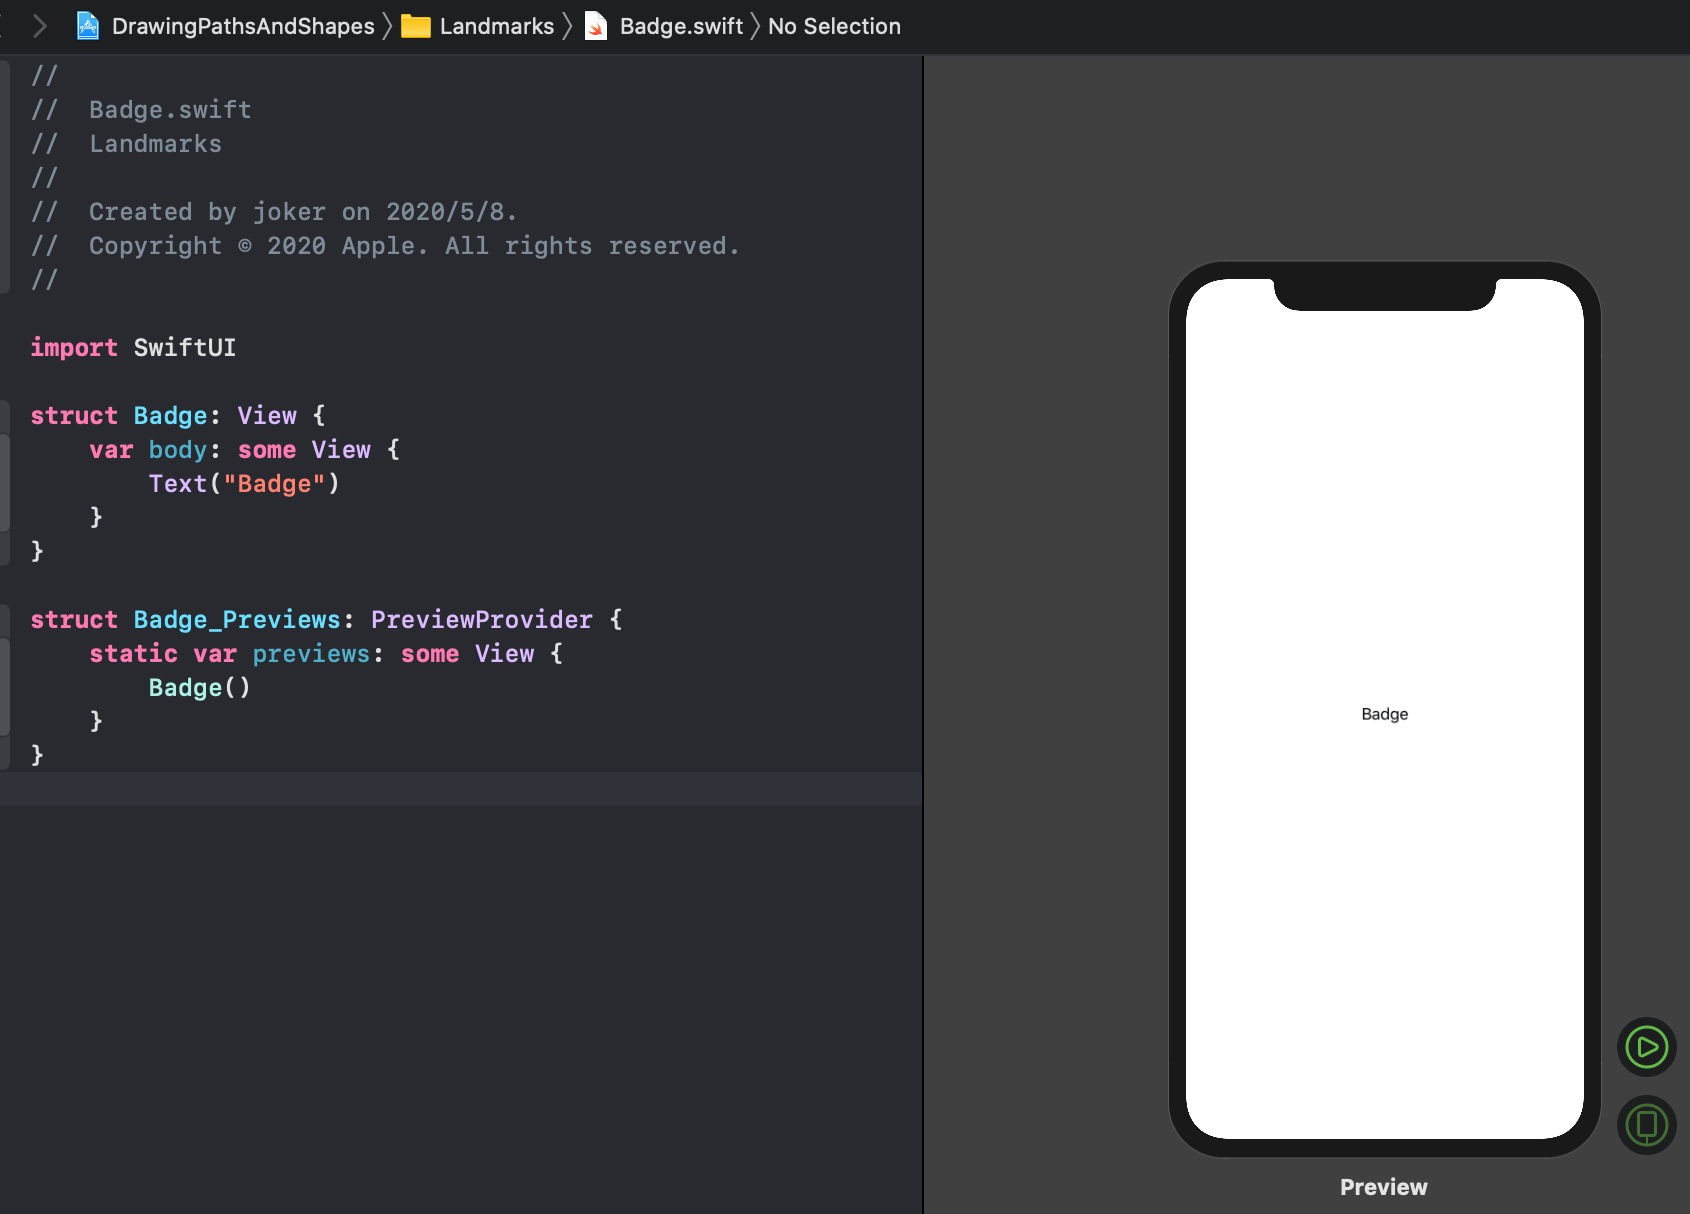 DrawingPathsAndShapes 〉 Landmarks 〉 Badge.swift 〉 No Selection
//
//  Badge.swift
//  Landmarks
//
//  Created by joker on 2020/5/8.
//  Copyright © 2020 Apple. All rights reserved.
//
import SwiftUI
struct Badge: View {
    var body: some View {
        Text("Badge")
    }
}
struct Badge_Previews: PreviewProvider {
    static var previews: some View {
        Badge()
    }
}
Badge
Preview